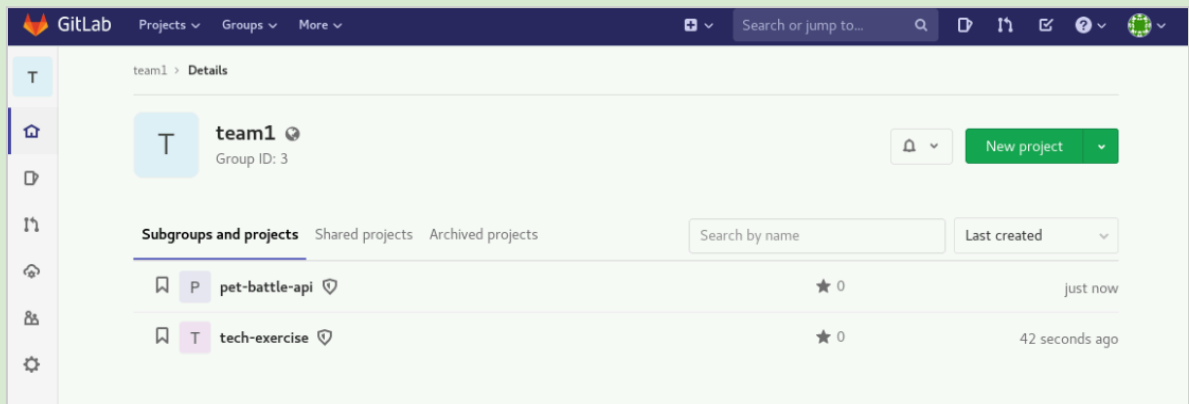 GitLab Projects Groups More Search or jump to...
T
team1 > Details
T
team1
Group ID: 3
New project
Subgroups and projects Shared projects Archived projects Search by name Last created
P pet-battle-api 0 just now
T tech-exercise 0 42 seconds ago